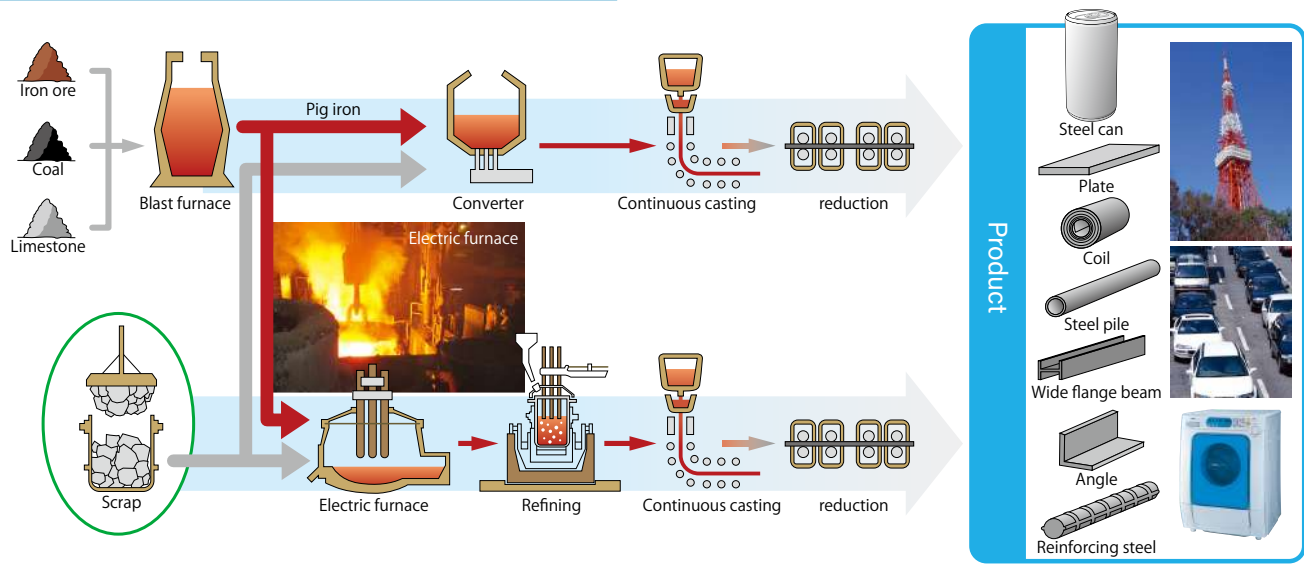 Iron ore
Coal
Limestone
Blast furnace
Pig iron
Converter
Continuous casting
reduction
Electric furnace
Scrap
Electric furnace
Refining
Continuous casting
reduction
Product
Steel can
Plate
Coil
Steel pile
Wide flange beam
Angle
Reinforcing steel